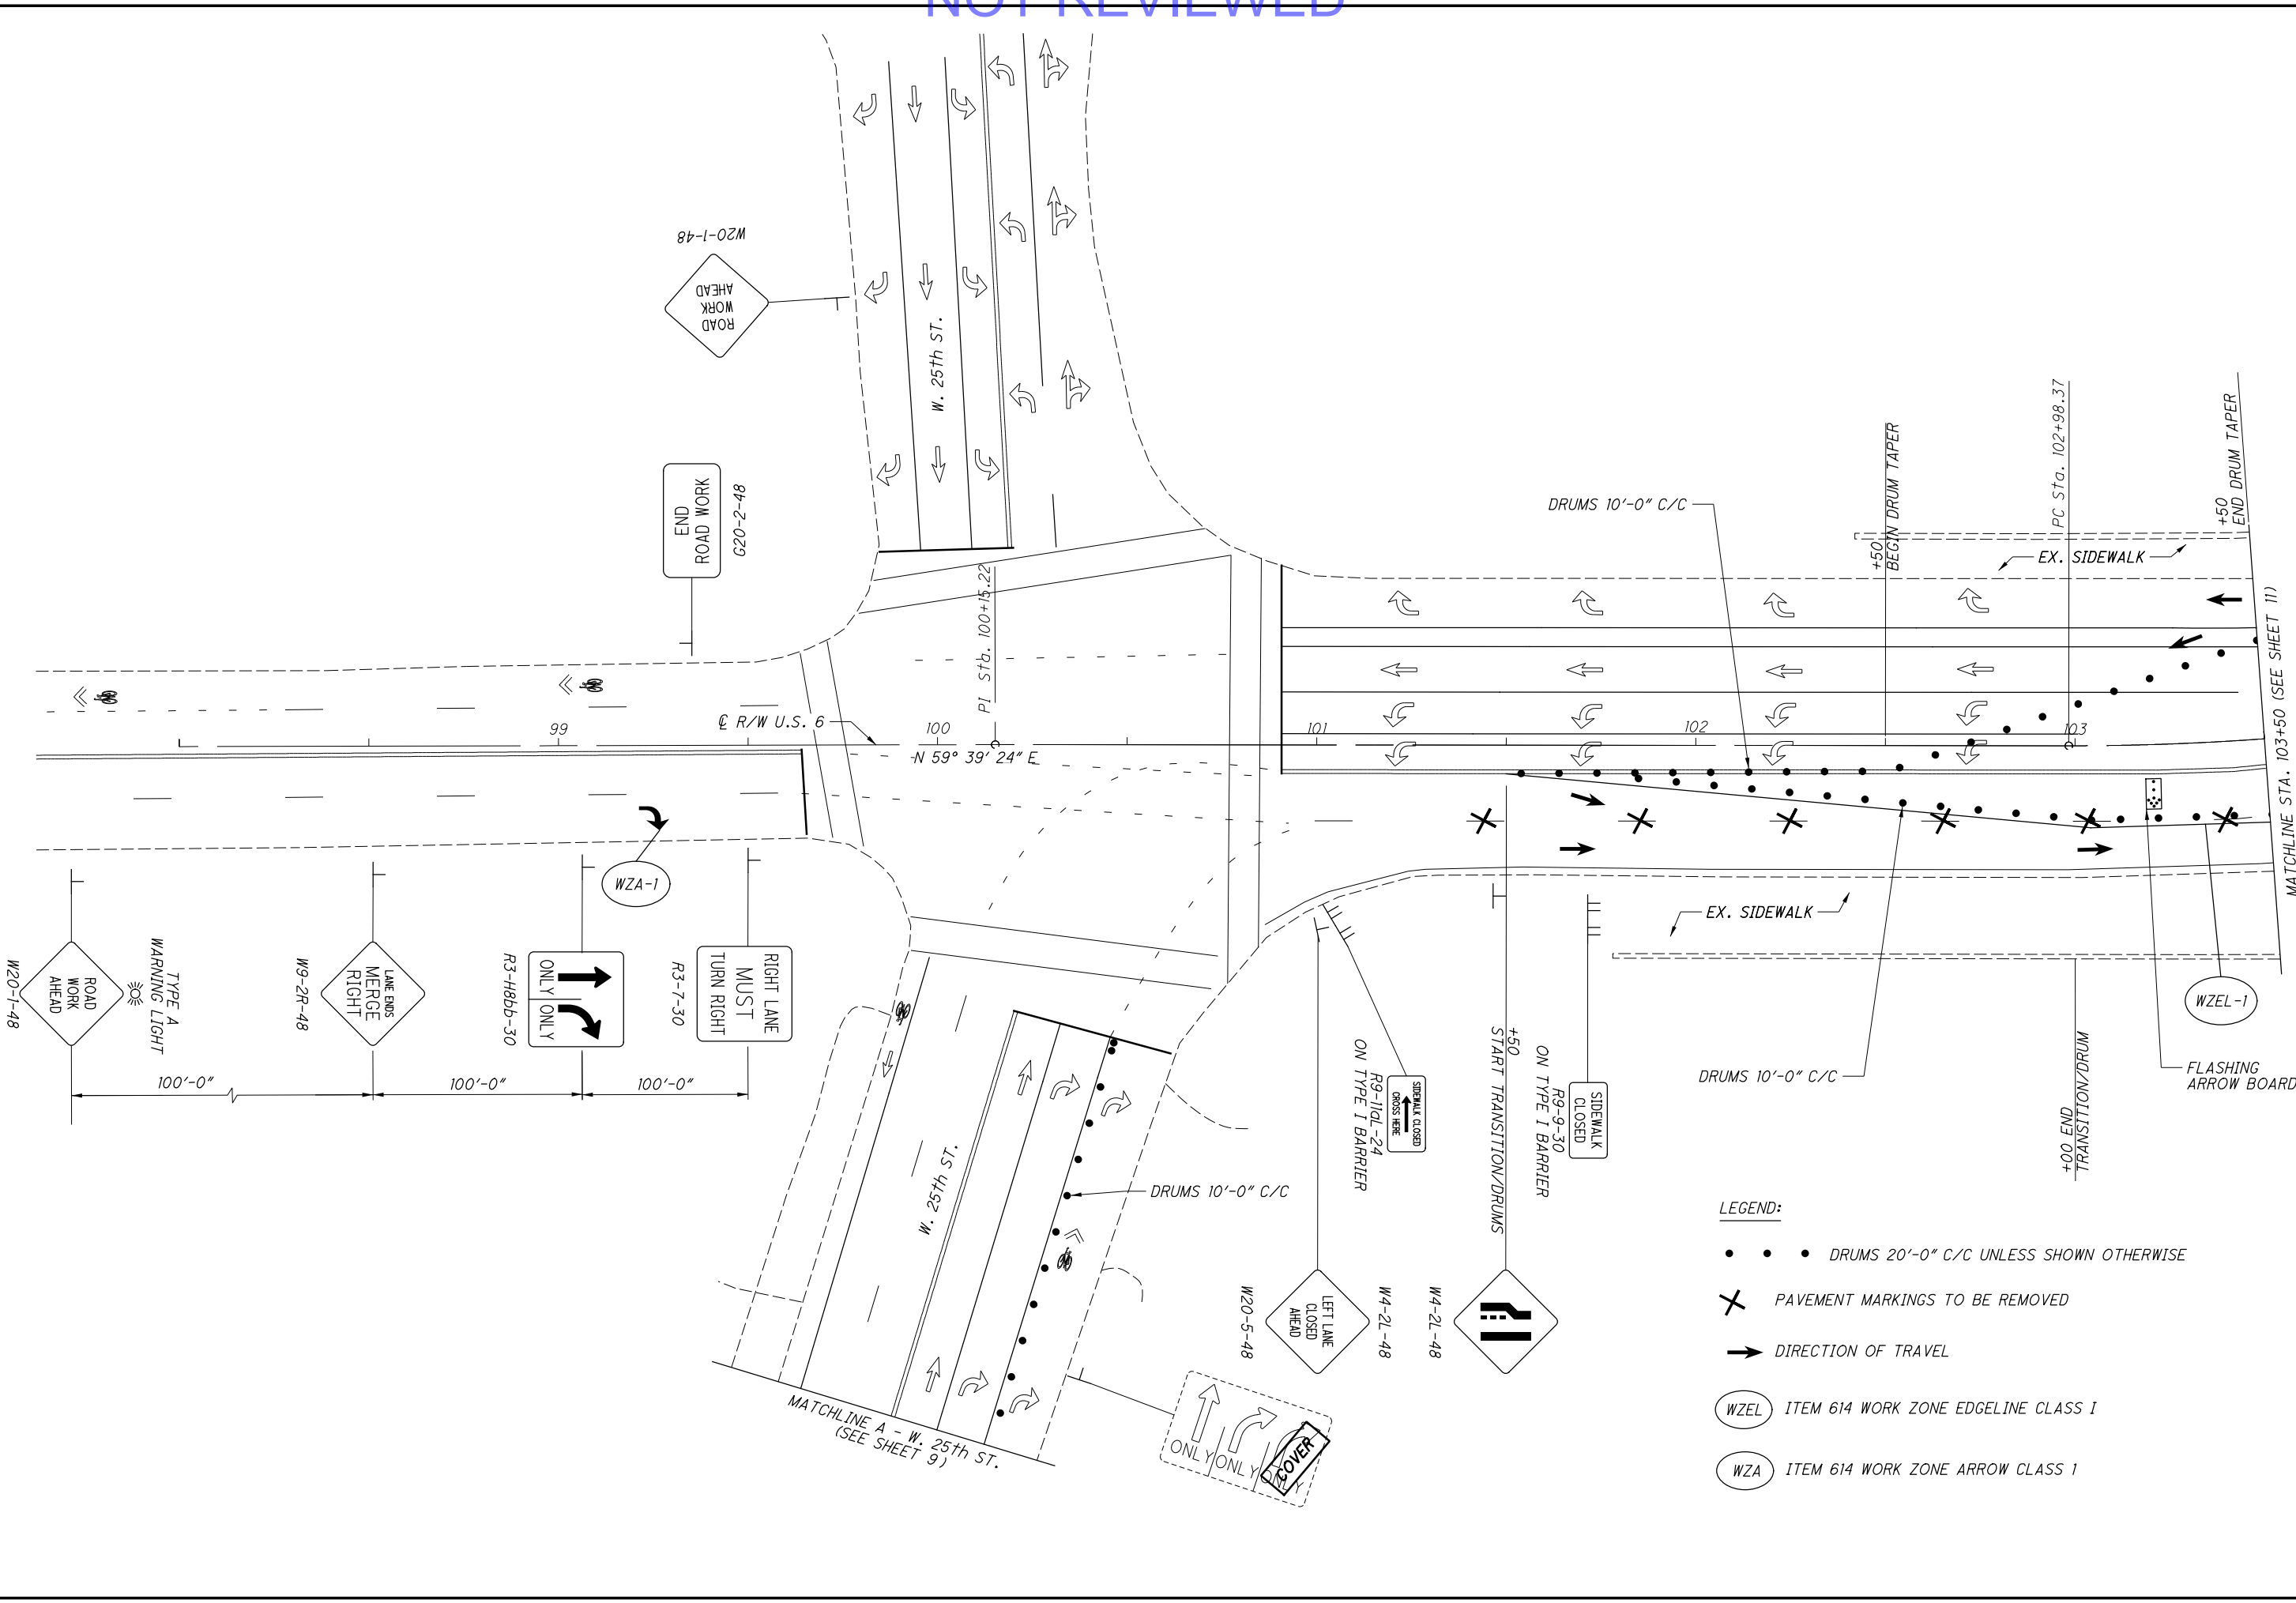 NOT REVIEWED
W20-1-48
ROAD
WORK
AHEAD
W. 25th ST.
END
ROAD WORK
G20-2-48
PI Sta. 100+15.22
DRUMS 10'-0" C/C
+50
BEGIN DRUM TAPER
PC Sta. 102+98.37
+50
END DRUM TAPER
EX. SIDEWALK
MATCHLINE STA. 103+50 (SEE SHEET 11)
℄ R/W U.S. 6
99
100
101
102
103
N 59° 39' 24" E
WZA-1
EX. SIDEWALK
WZEL-1
FLASHING
ARROW BOARD
DRUMS 10'-0" C/C
+00 END
TRANSITION/DRUM
W20-1-48
ROAD
WORK
AHEAD
TYPE A
WARNING LIGHT
W9-2R-48
LANE ENDS
MERGE
RIGHT
R3-H8bb-30
ONLY ONLY
R3-7-30
RIGHT LANE
MUST
TURN RIGHT
100'-0"
100'-0"
100'-0"
W. 25th ST.
DRUMS 10'-0" C/C
MATCHLINE A - W. 25th ST.
(SEE SHEET 9)
ONLY ONLY ONLY
COVER
SIDEWALK CLOSED
CROSS HERE
R9-11aL-24
ON TYPE I BARRIER
+50
START TRANSITION/DRUMS
SIDEWALK
CLOSED
R9-9-30
ON TYPE I BARRIER
W20-5-48
LEFT LANE
CLOSED
AHEAD
W4-2L-48
W4-2L-48
LEGEND:
DRUMS 20'-0" C/C UNLESS SHOWN OTHERWISE
PAVEMENT MARKINGS TO BE REMOVED
DIRECTION OF TRAVEL
WZEL ITEM 614 WORK ZONE EDGELINE CLASS I
WZA ITEM 614 WORK ZONE ARROW CLASS 1